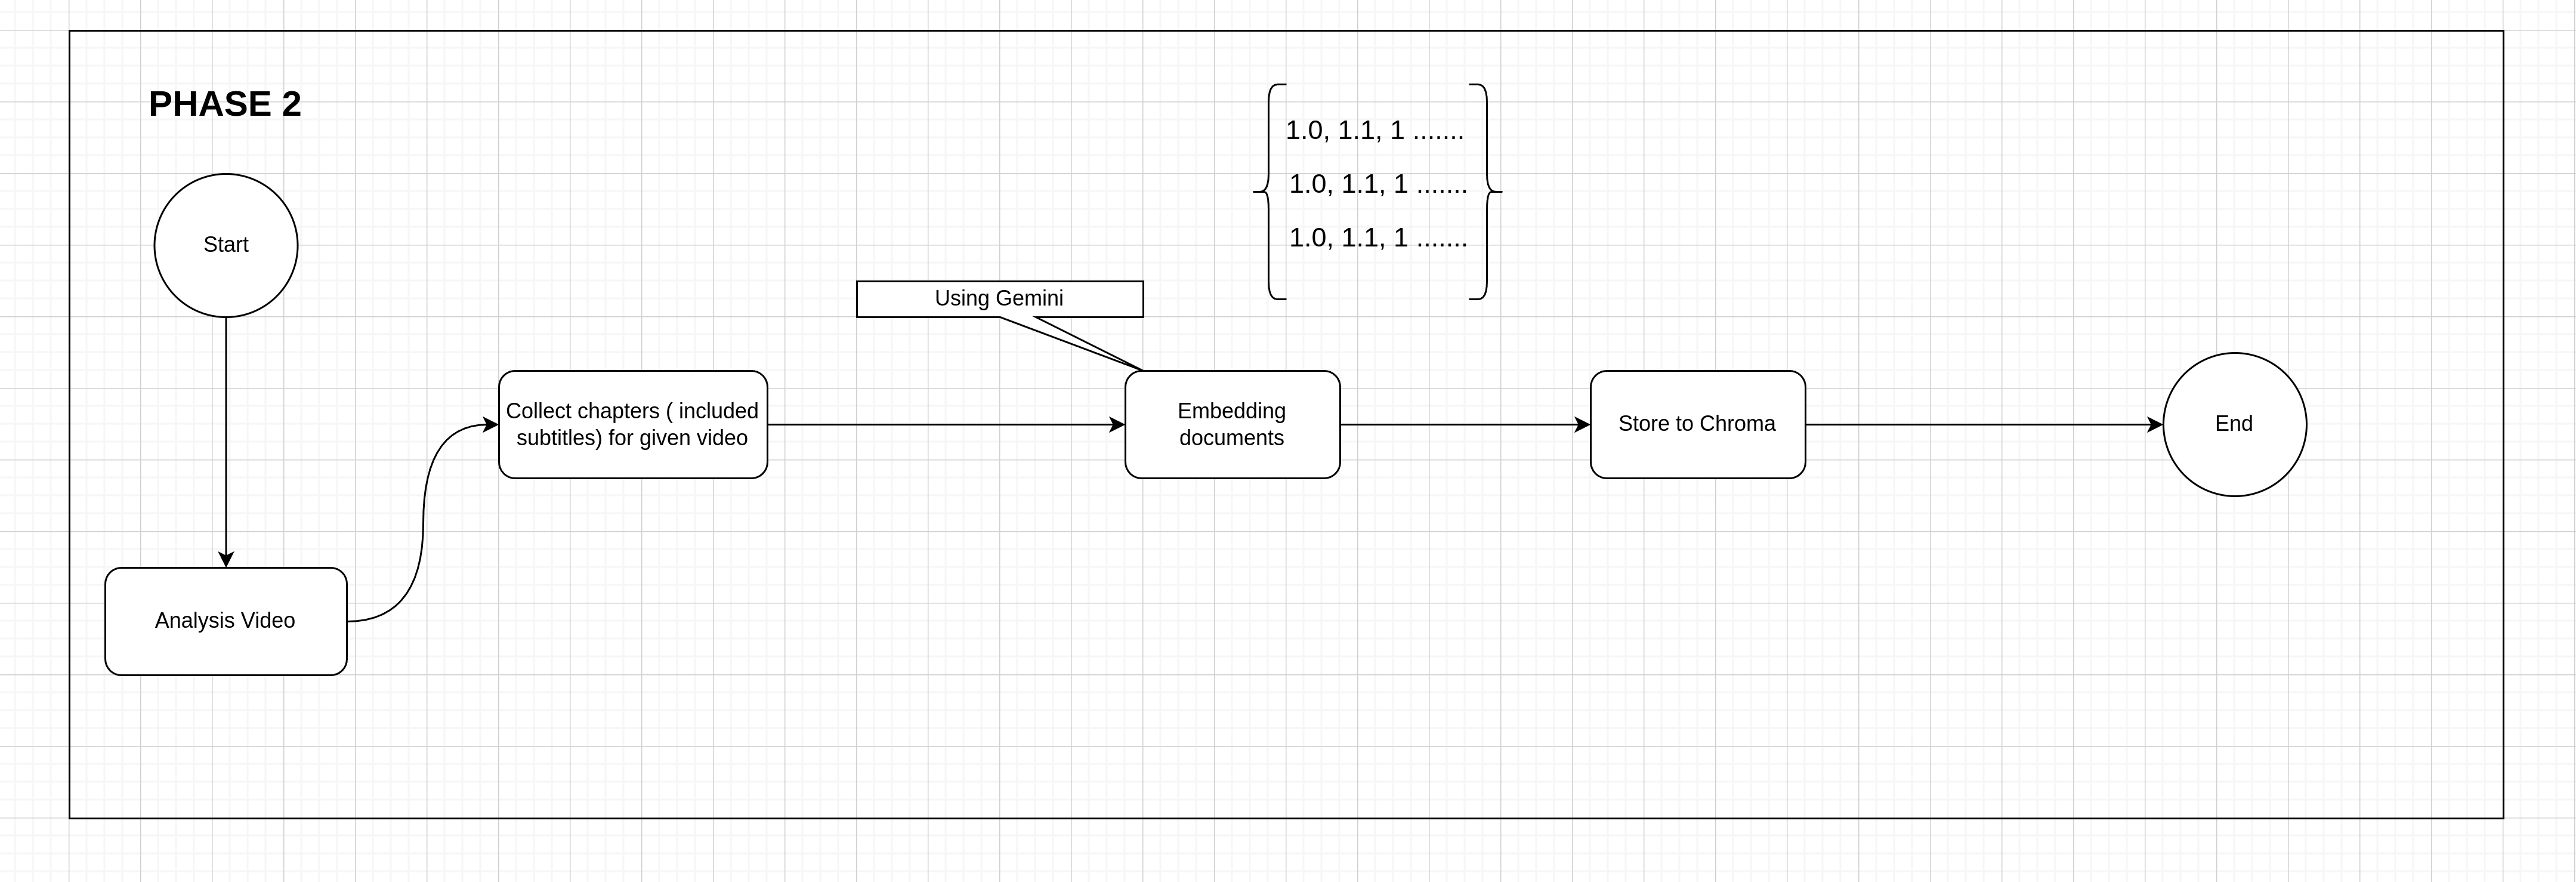 PHASE 2
1.0, 1.1, 1 .......
1.0, 1.1, 1 .......
1.0, 1.1, 1 .......
Start
Using Gemini
Collect chapters ( included
subtitles) for given video
Embedding
documents
Store to Chroma
End
Analysis Video